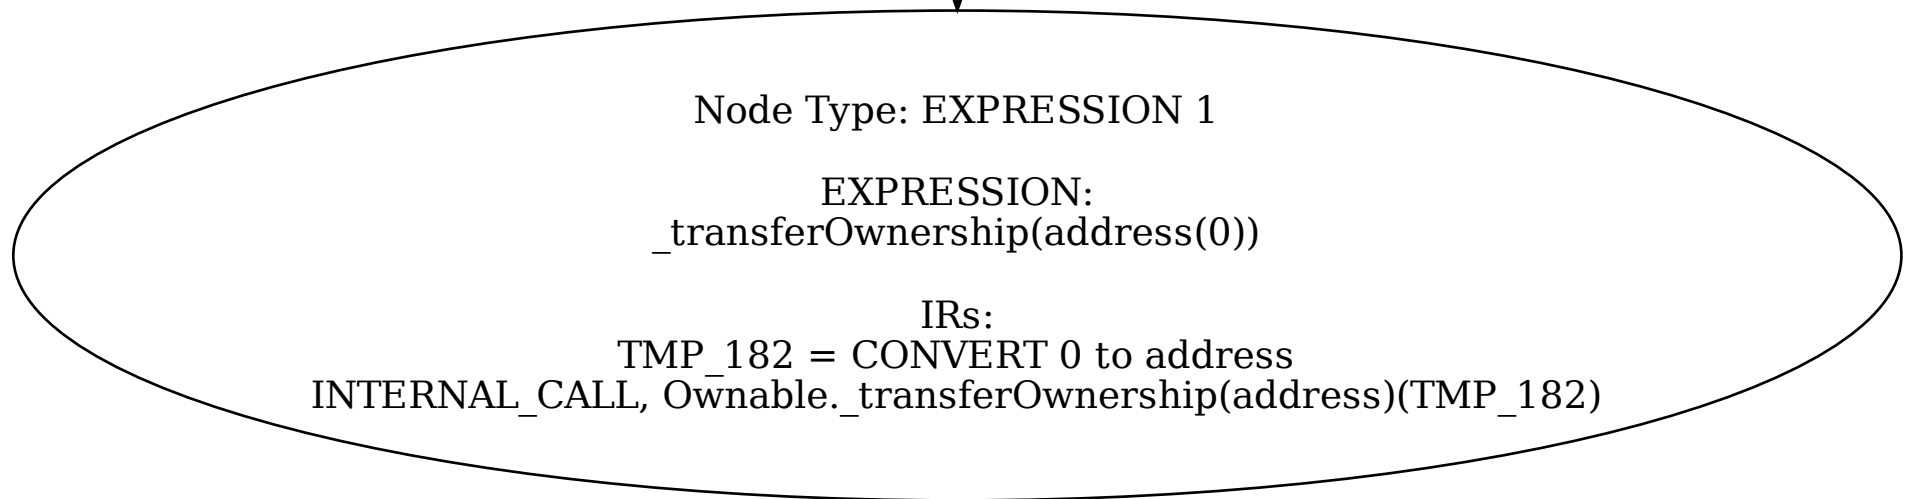 Node Type: EXPRESSION 1
EXPRESSION:
_transferOwnership(address(0))
IRs:
TMP_182 = CONVERT 0 to address
INTERNAL_CALL, Ownable._transferOwnership(address)(TMP_182)